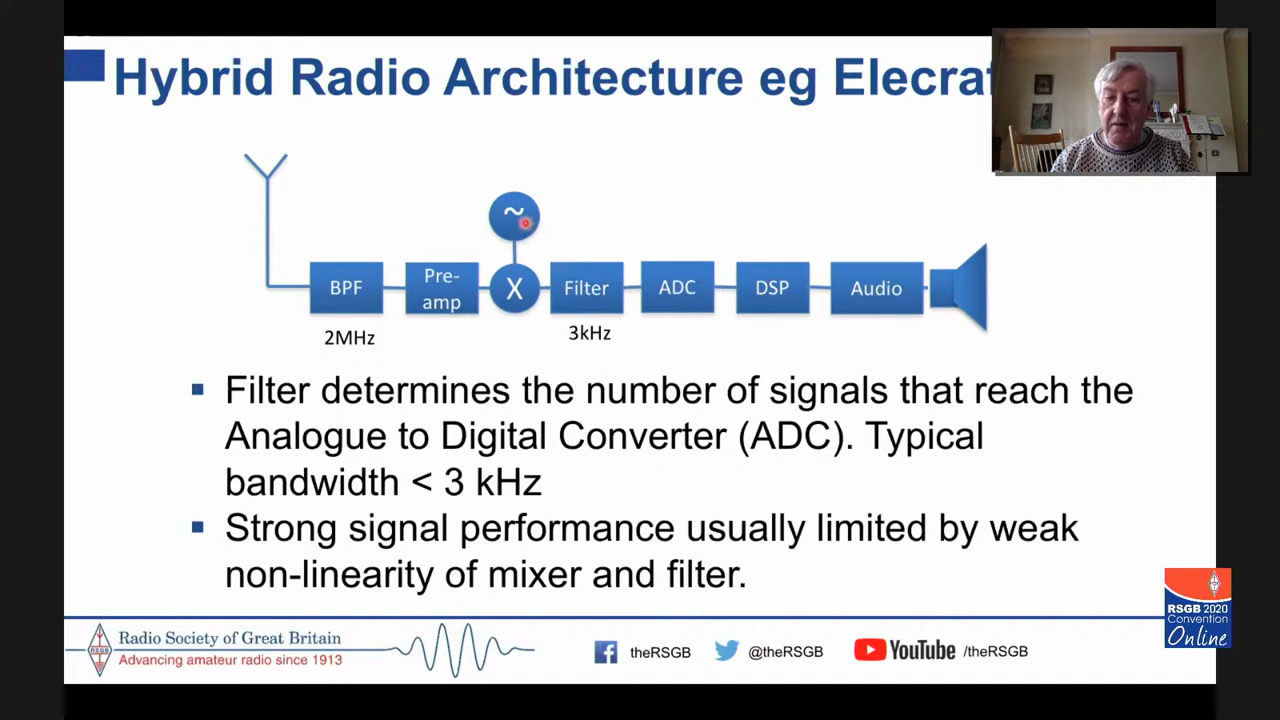 Hybrid Radio Architecture eg
~
BPF
Pre-
amp
X
Filter
ADC
DSP
Audio
2MHz
3kHz
▪ Filter determines the number of signals that reach the
Analogue to Digital Converter (ADC). Typical
bandwidth < 3 kHz
▪ Strong signal performance usually limited by weak
non-linearity of mixer and filter.
RSGB 2020
Convention
Online
RSGB
Radio Society of Great Britain
Advancing amateur radio since 1913
theRSGB
@theRSGB
YouTube /theRSGB